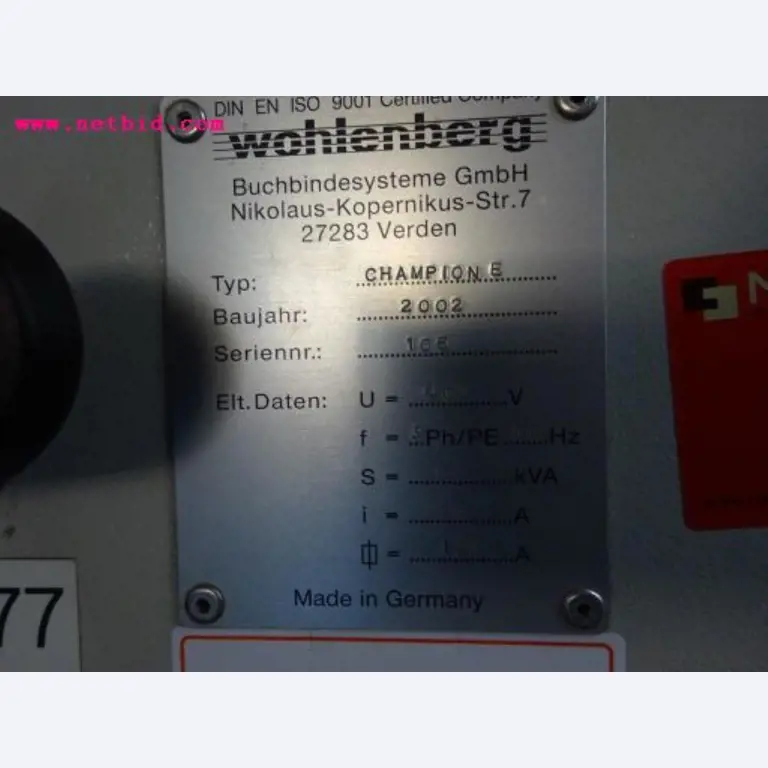 DIN EN ISO 9001 Certified Company
www.netbid.com
wohlenberg
Buchbindesysteme GmbH
Nikolaus-Kopernikus-Str.7
27283 Verden
Typ: CHAMPION E
Baujahr: 2002
Seriennr.:
Elt.Daten: U = V
f = Ph/PE Hz
S = kVA
i = A
= A
77
Made in Germany